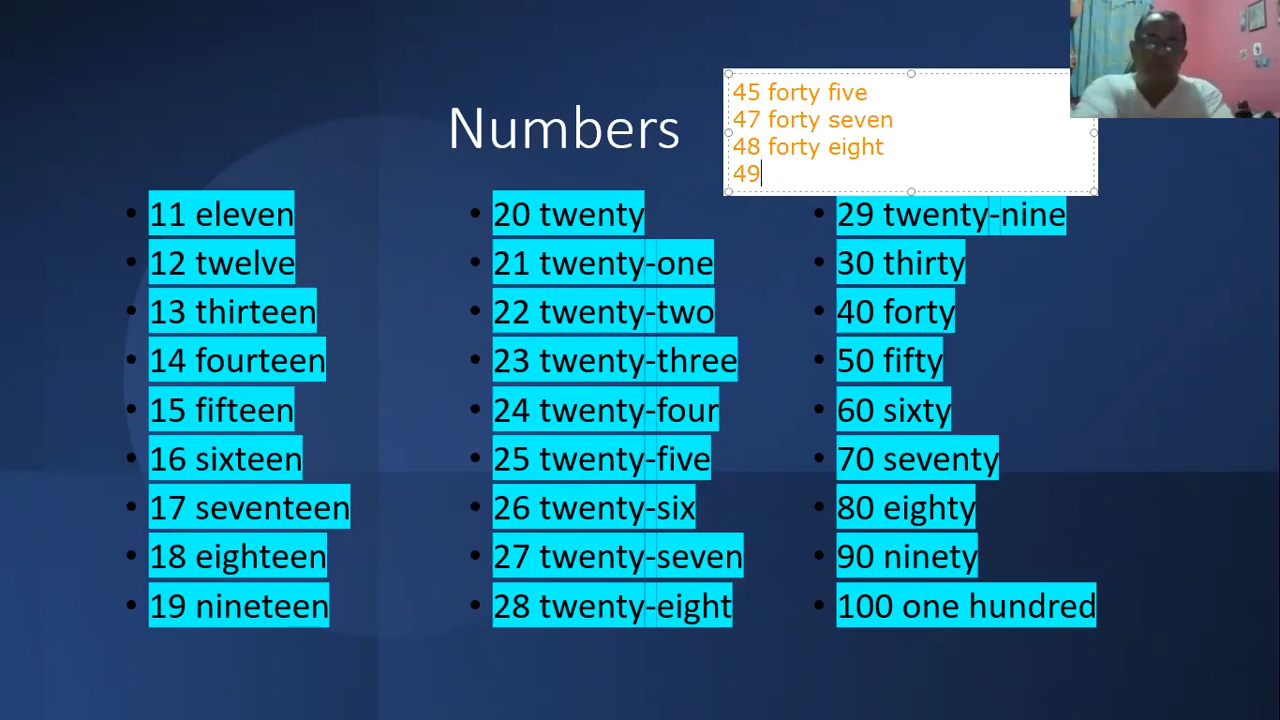 Numbers
45 forty five
47 forty seven
48 forty eight
49
11 eleven
12 twelve
13 thirteen
14 fourteen
15 fifteen
16 sixteen
17 seventeen
18 eighteen
19 nineteen
20 twenty
21 twenty-one
22 twenty-two
23 twenty-three
24 twenty-four
25 twenty-five
26 twenty-six
27 twenty-seven
28 twenty-eight
29 twenty-nine
30 thirty
40 forty
50 fifty
60 sixty
70 seventy
80 eighty
90 ninety
100 one hundred